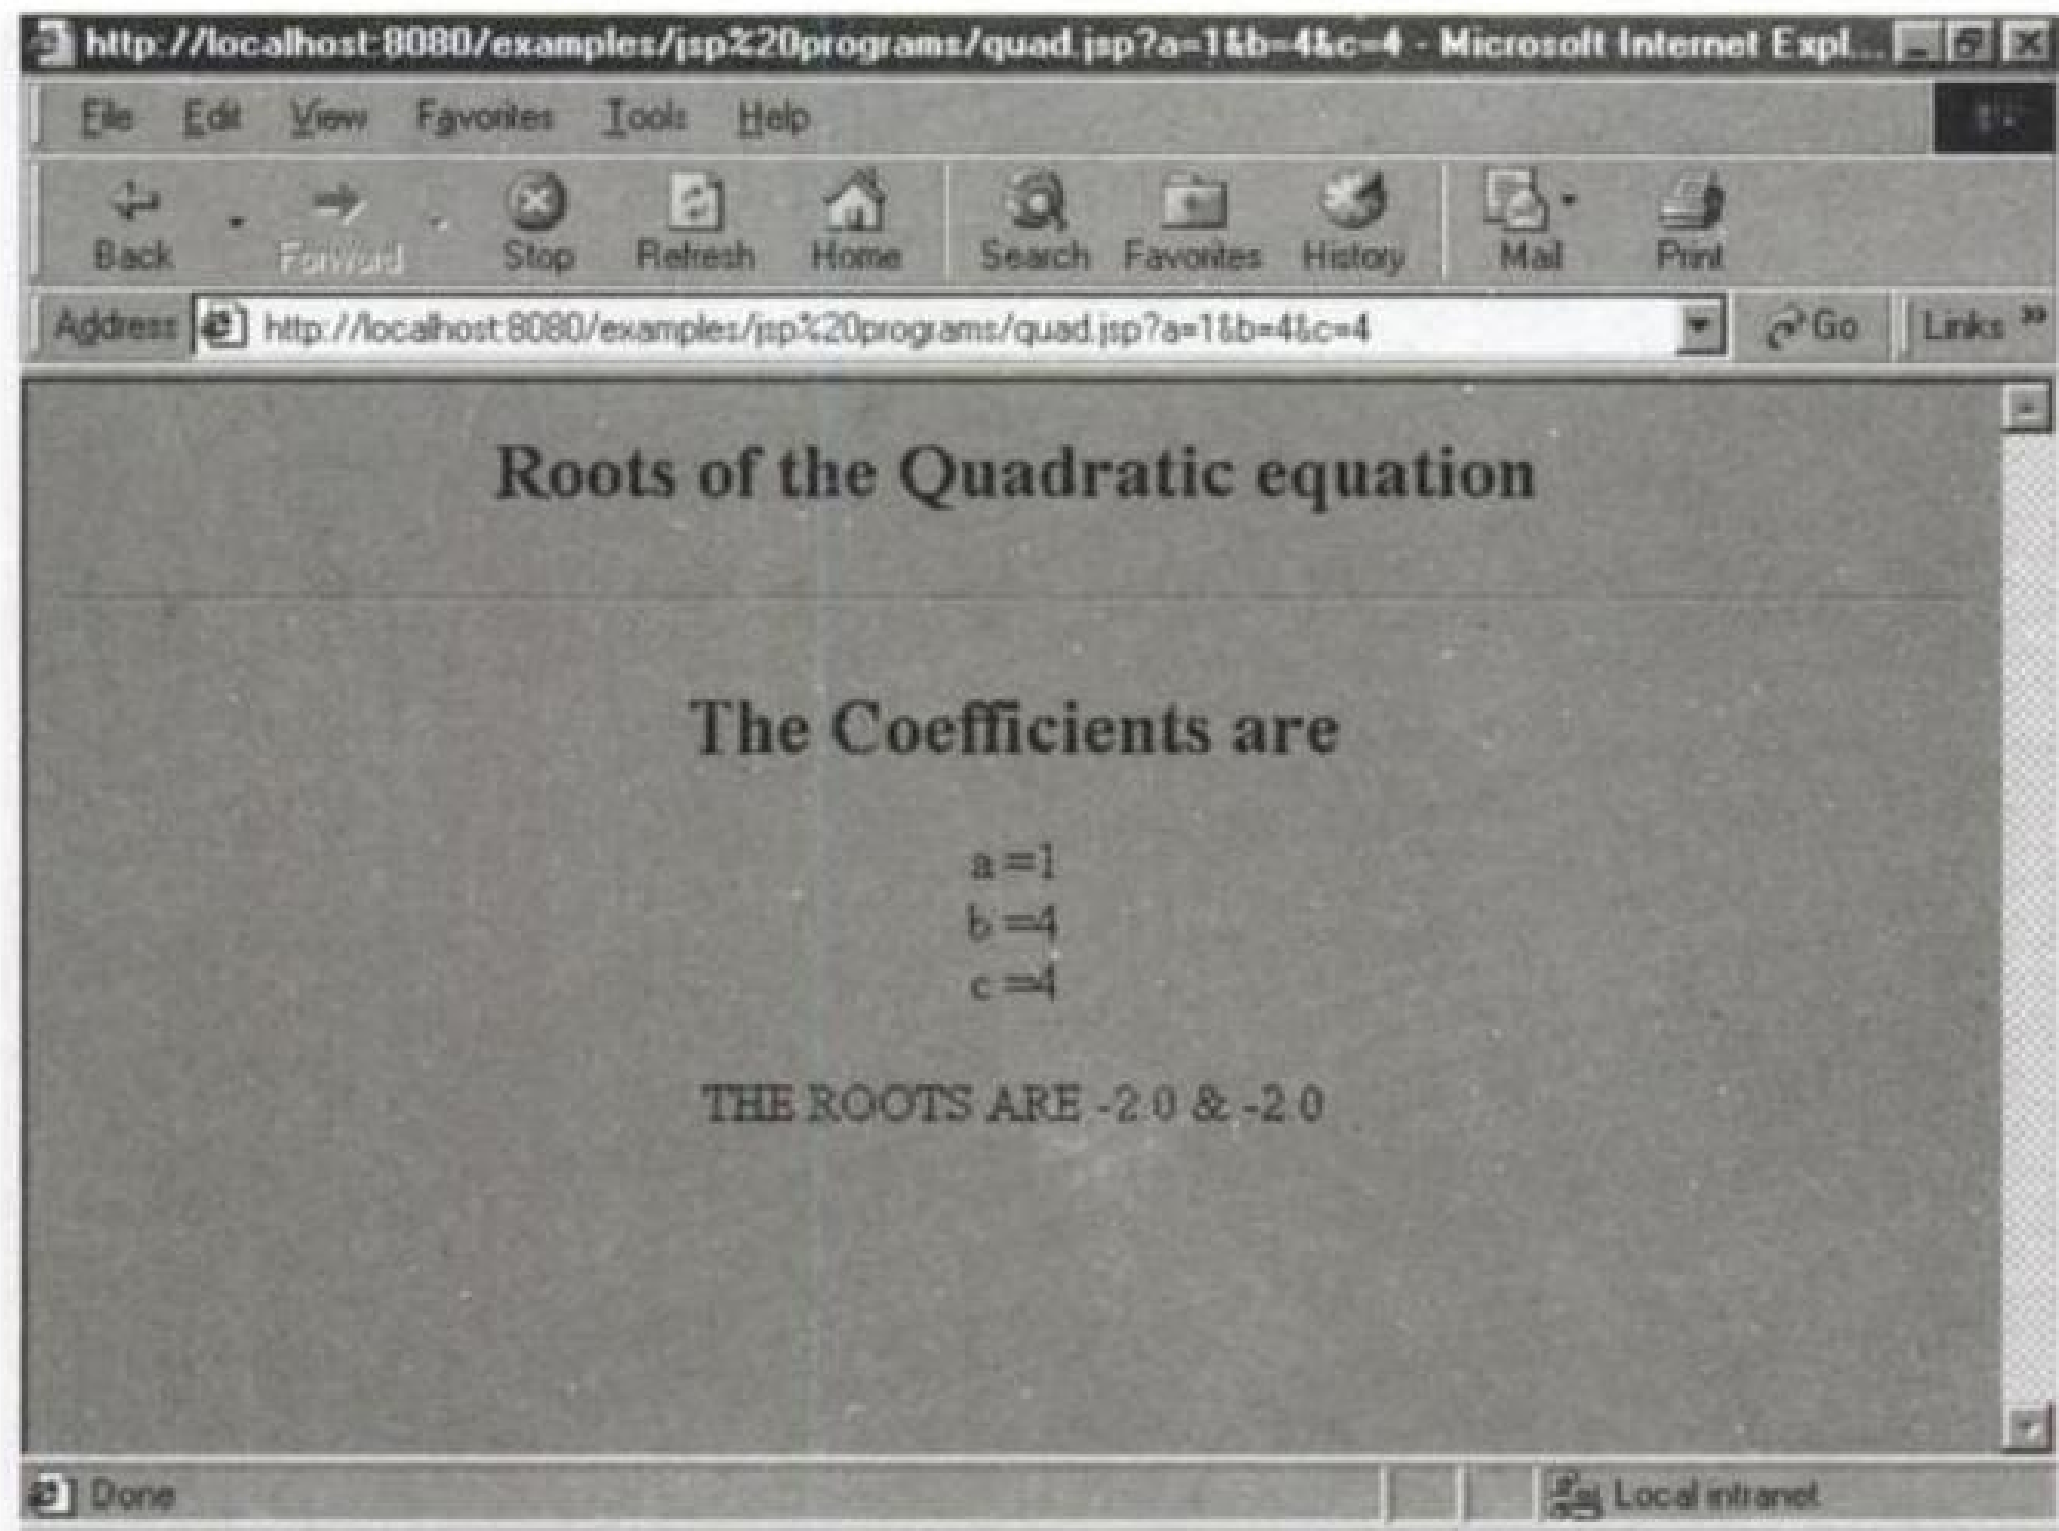 http://localhost:8080/examples/jsp%20programs/quad.jsp?a=1&b=4&c=4 - Microsoft Internet Expl...
File Edit View Favorites Tools Help
Back Forward Stop Refresh Home Search Favorites History Mail Print
Address http://localhost:8080/examples/jsp%20programs/quad.jsp?a=1&b=4&c=4 Go Links »
Roots of the Quadratic equation
The Coefficients are
a =1
b =4
c =4
THE ROOTS ARE -2.0 & -2.0
Done Local intranet